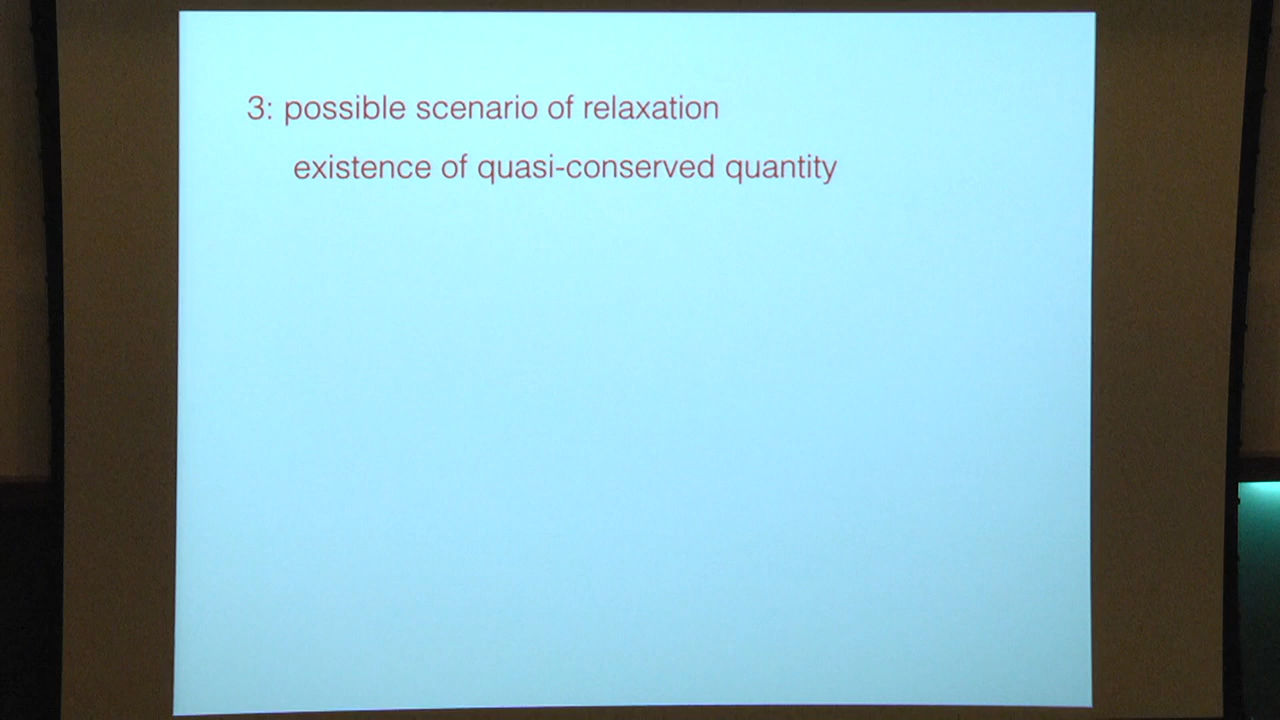 3: possible scenario of relaxation
existence of quasi-conserved quantity